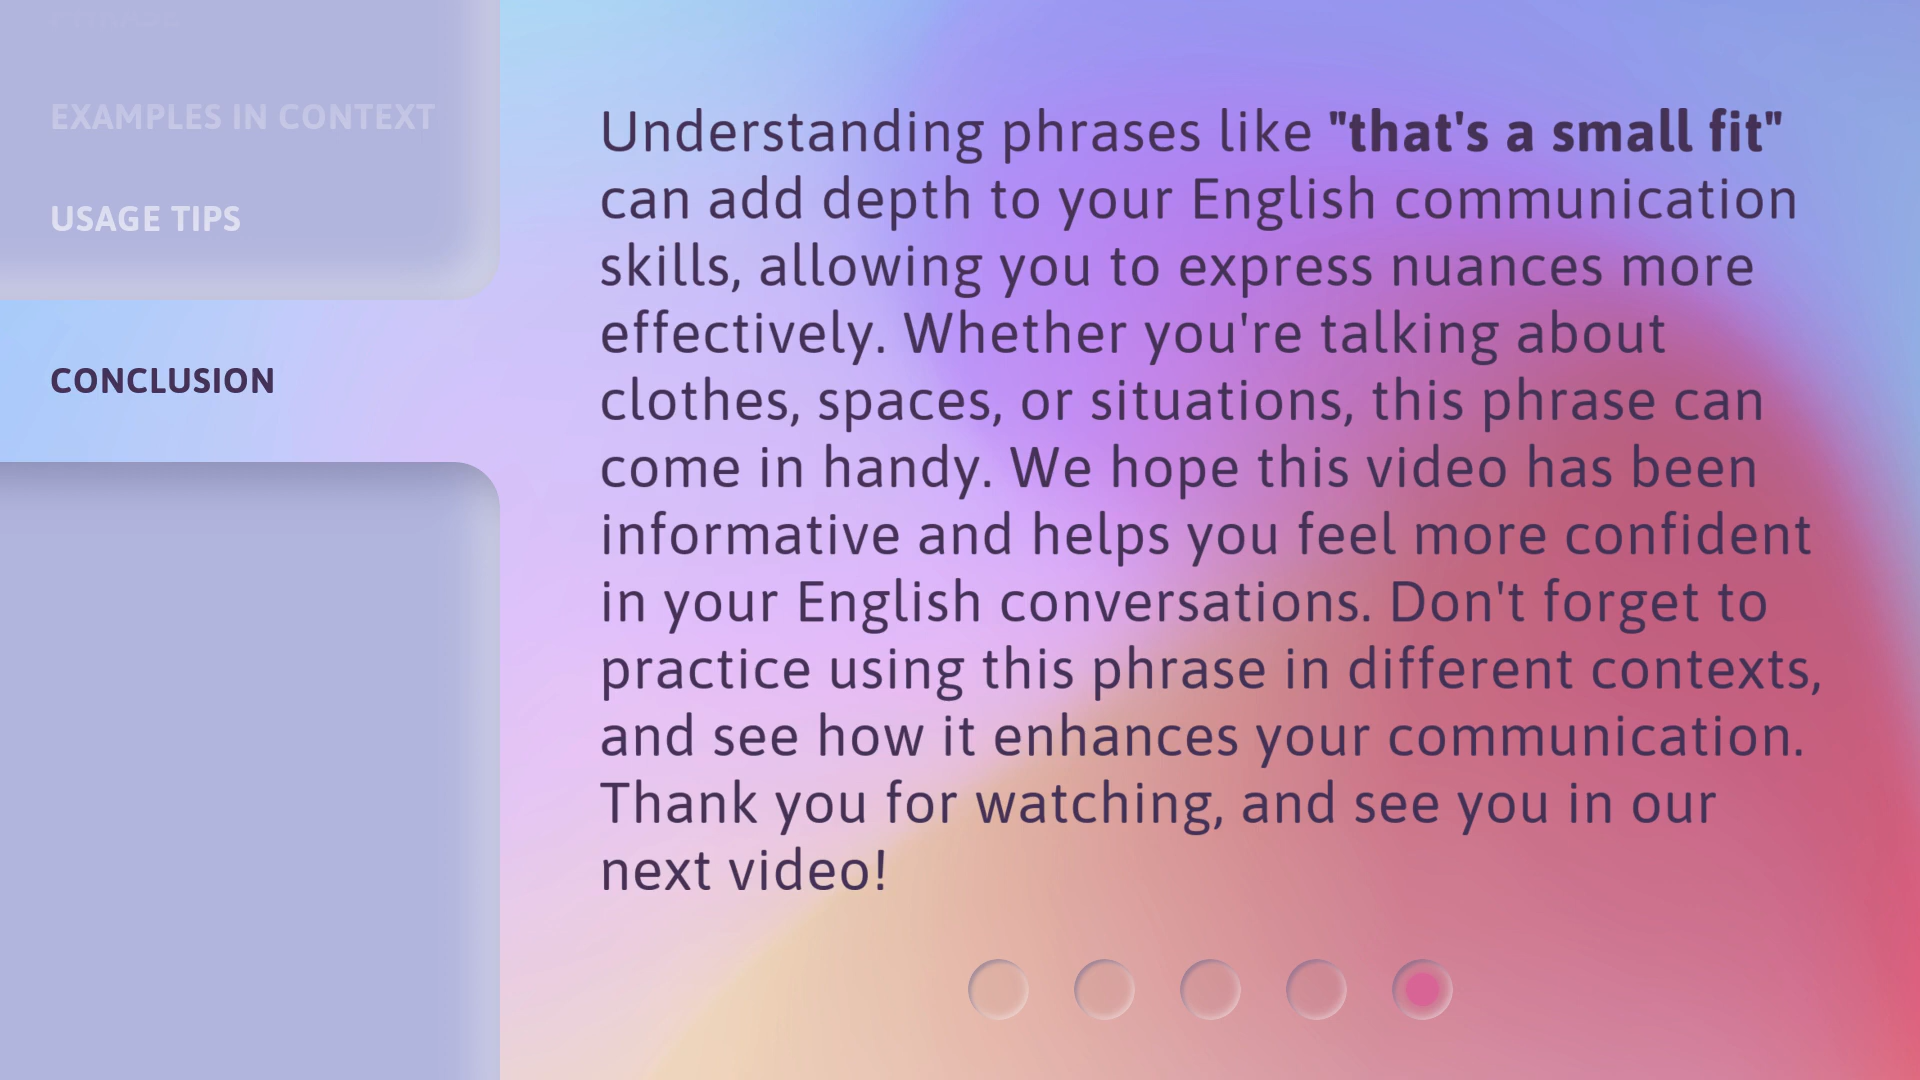 PHRASE
EXAMPLES IN CONTEXT
USAGE TIPS
CONCLUSION
Understanding phrases like "that's a small fit"
can add depth to your English communication
skills, allowing you to express nuances more
effectively. Whether you're talking about
clothes, spaces, or situations, this phrase can
come in handy. We hope this video has been
informative and helps you feel more confident
in your English conversations. Don't forget to
practice using this phrase in different contexts,
and see how it enhances your communication.
Thank you for watching, and see you in our
next video!